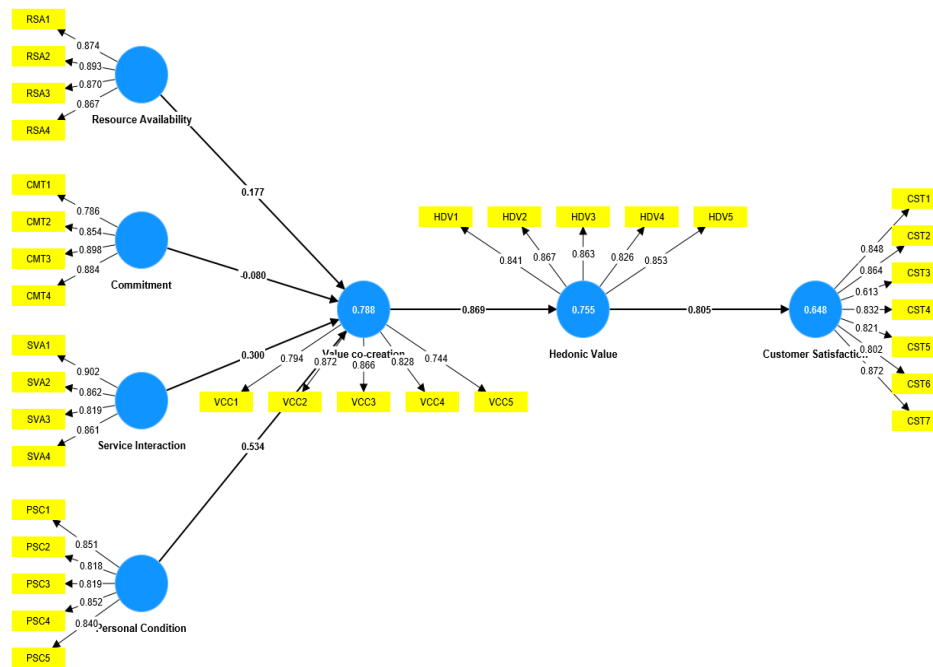 RSA1
0.874
RSA2
0.893
RSA3
0.870
RSA4
0.867
Resource Availability
0.177
CMT1
0.786
CMT2
0.854
CMT3
0.898
CMT4
0.884
Commitment
-0.080
SVA1
0.902
SVA2
0.862
SVA3
0.819
SVA4
0.861
Service Interaction
0.300
PSC1
0.851
PSC2
0.818
PSC3
0.819
PSC4
0.852
PSC5
0.840
Personal Condition
0.534
0.788
Value co-creation
0.794
0.872
0.866
0.828
0.744
VCC1
VCC2
VCC3
VCC4
VCC5
0.869
HDV1
HDV2
HDV3
HDV4
HDV5
0.841
0.867
0.863
0.826
0.853
0.755
Hedonic Value
0.805
0.648
Customer Satisfaction
CST1
0.848
CST2
0.864
CST3
0.613
CST4
0.832
CST5
0.821
CST6
0.802
CST7
0.872